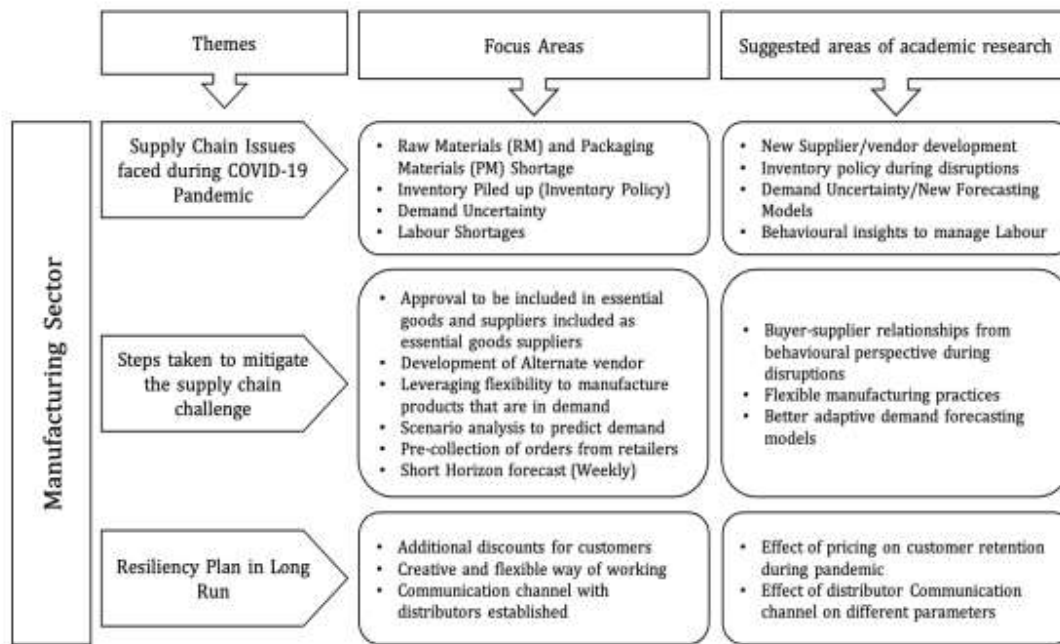 Themes
Focus Areas
Suggested areas of academic research
Manufacturing Sector
Supply Chain Issues
faced during COVID-19
Pandemic
• Raw Materials (RM) and Packaging
Materials (PM) Shortage
• Inventory Piled up (Inventory Policy)
• Demand Uncertainty
• Labour Shortages
• New Supplier/vendor development
• Inventory policy during disruptions
• Demand Uncertainty/New Forecasting
Models
• Behavioural insights to manage Labour
Steps taken to mitigate
the supply chain
challenge
• Approval to be included in essential
goods and suppliers included as
essential goods suppliers
• Development of Alternate vendor
• Leveraging flexibility to manufacture
products that are in demand
• Scenario analysis to predict demand
• Pre-collection of orders from retailers
• Short Horizon forecast (Weekly)
• Buyer-supplier relationships from
behavioural perspective during
disruptions
• Flexible manufacturing practices
• Better adaptive demand forecasting
models
Resiliency Plan in Long
Run
• Additional discounts for customers
• Creative and flexible way of working
• Communication channel with
distributors established
• Effect of pricing on customer retention
during pandemic
• Effect of distributor Communication
channel on different parameters